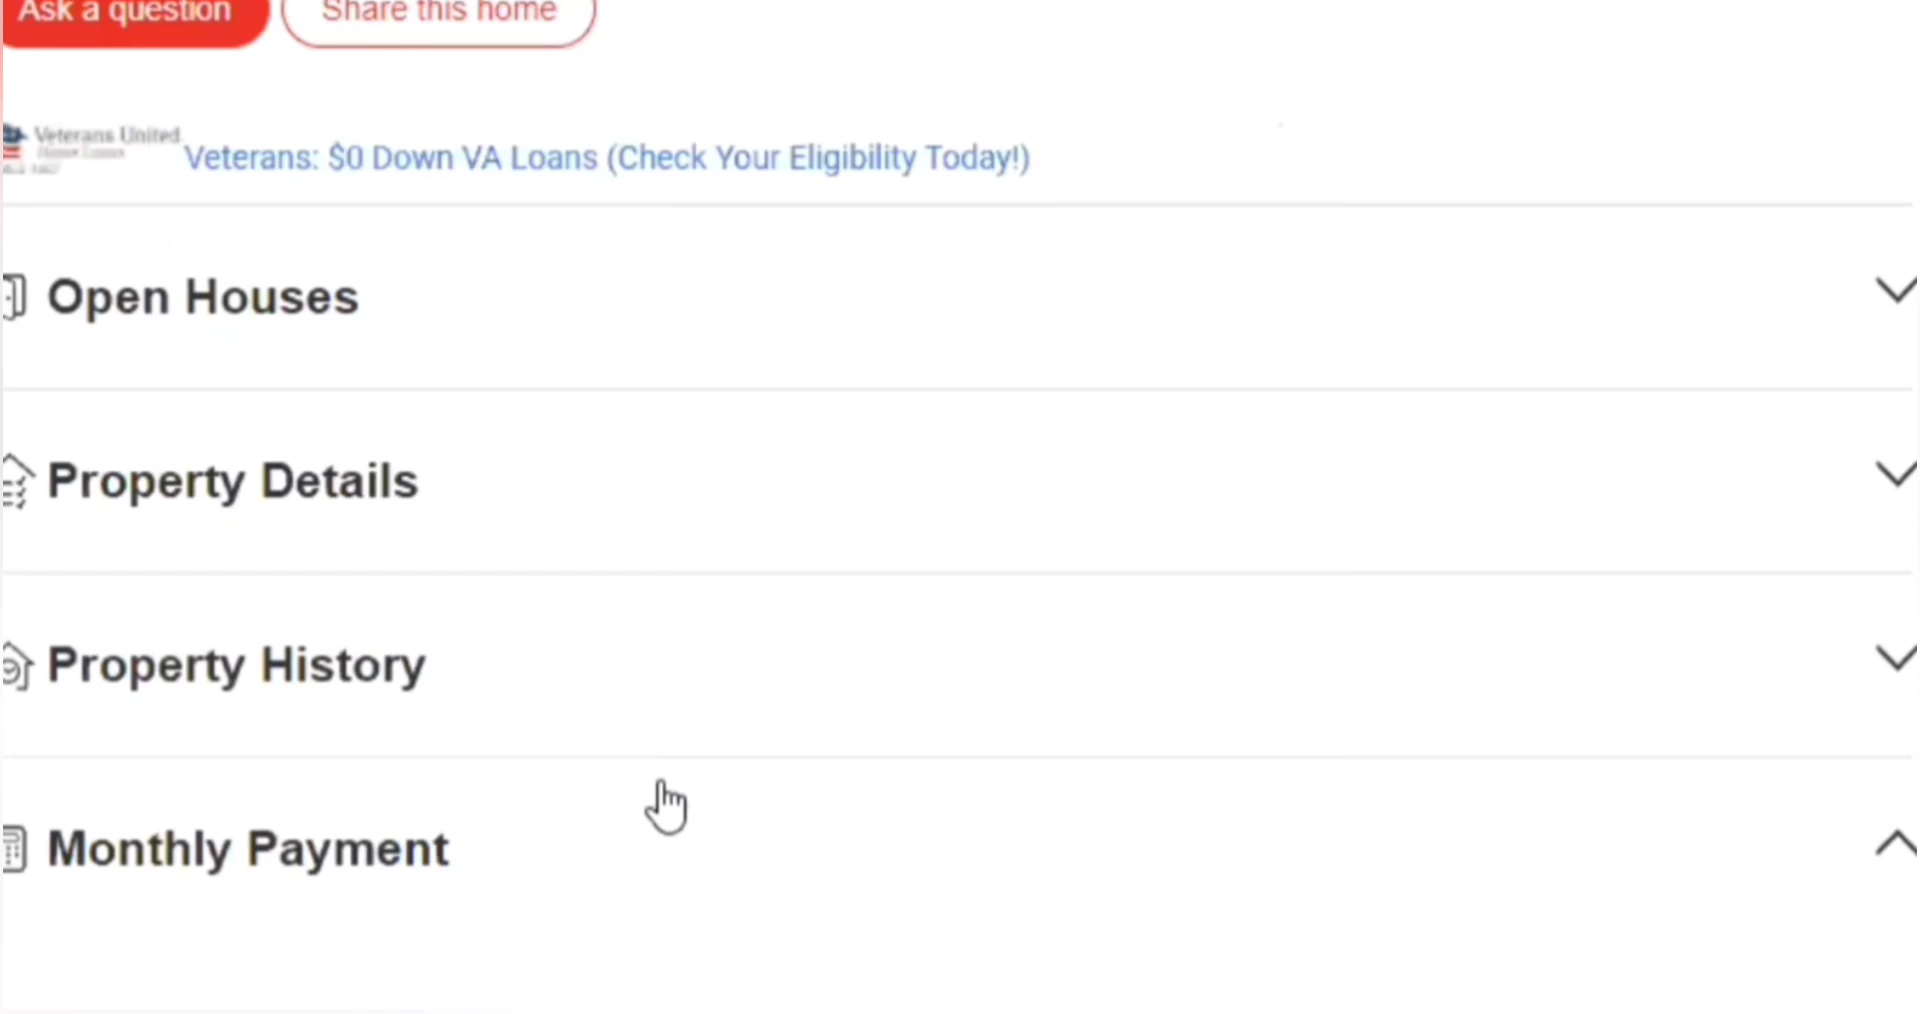 Ask a question
Share this home
Veterans United
Veterans: $0 Down VA Loans (Check Your Eligibility Today!)
Open Houses
Property Details
Property History
Monthly Payment